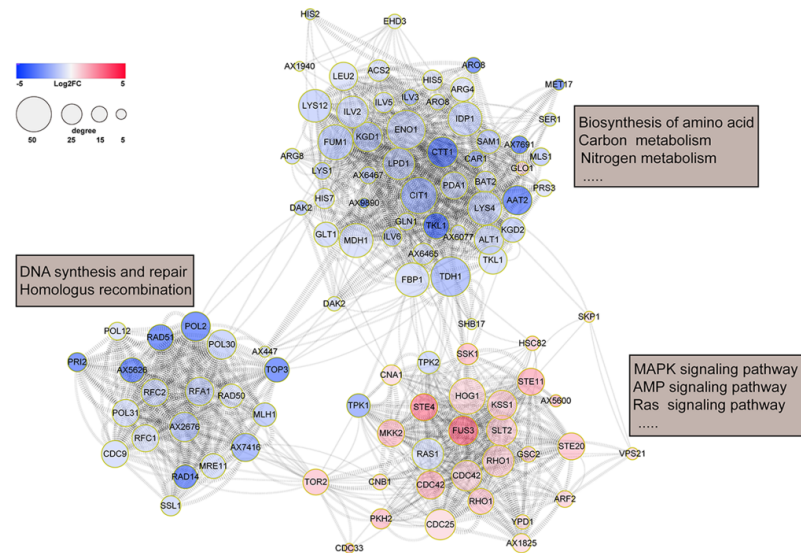 HIS2
EHD3
-5 Log2FC 5
50 25 15 5
degree
AX1940
LEU2
ACS2
HIS5
ARO8
MET17
LYS12
ILV2
ILV5
ILV3
ARO8
ARG4
IDP1
SER1
FUM1
KGD1
ENO1
CTT1
SAM1
AX7691
MLS1
ARG8
LYS1
LPD1
CAR1
GLO1
AX6467
PDA1
BAT2
PRS3
HIS7
AX9890
CIT1
LYS4
AAT2
DAK2
GLN1
TKL1
KGD2
GLT1
MDH1
ILV6
AX6077
ALT1
AX6465
TKL1
FBP1
TDH1
DAK2
SHB17
SKP1
Biosynthesis of amino acid
Carbon metabolism
Nitrogen metabolism
.....
DNA synthesis and repair
Homologus recombination
POL12
RAD51
POL2
POL30
AX447
PRI2
AX5626
TOP3
RFC2
RFA1
RAD50
POL31
MLH1
RFC1
AX2676
AX7416
CDC9
MRE11
RAD14
SSL1
HSC82
SSK1
TPK2
CNA1
STE11
TPK1
STE4
HOG1
KSS1
AX5600
MKK2
FUS3
SLT2
RAS1
RHO1
GSC2
STE20
VPS21
TOR2
CNB1
CDC42
CDC42
RHO1
ARF2
PKH2
CDC25
YPD1
CDC33
AX1825
MAPK signaling pathway
AMP signaling pathway
Ras signaling pathway
.....